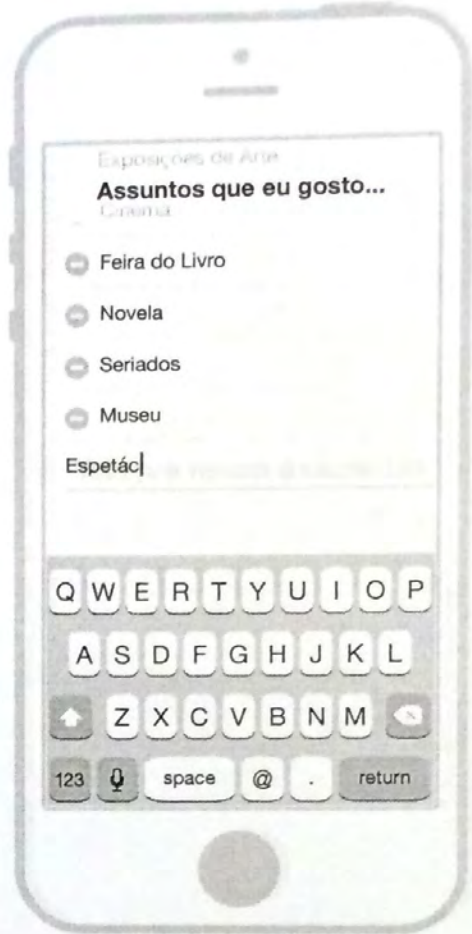 Exposições de Arte
Assuntos que eu gosto...
Cinema
Feira do Livro
Novela
Seriados
Museu
Espetác
Q W E R T Y U I O P
A S D F G H J K L
Z X C V B N M
123 space @ . return